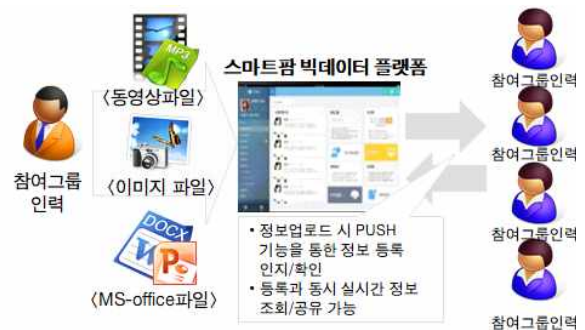 스마트팜 빅데이터 플랫폼
MP3
〈동영상파일〉
참여그룹
인력
〈이미지 파일〉
DOCX
W
P
〈MS-office파일〉
• 정보업로드 시 PUSH
기능을 통한 정보 등록
인지/확인
• 등록과 동시 실시간 정보
조회/공유 가능
참여그룹인력
참여그룹인력
참여그룹인력
참여그룹인력